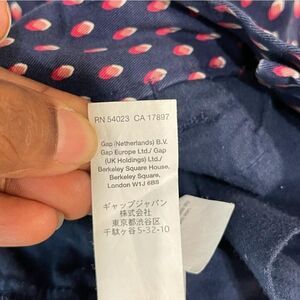 RN 54023 CA 17897
Gap (Netherlands) B.V.
Gap Europe Ltd./ Gap
(UK Holdings) Ltd./
Berkeley Square House,
Berkeley Square,
London W1J 6BS
ギャップジャパン
株式会社
東京都渋谷区
千駄ヶ谷5-32-10